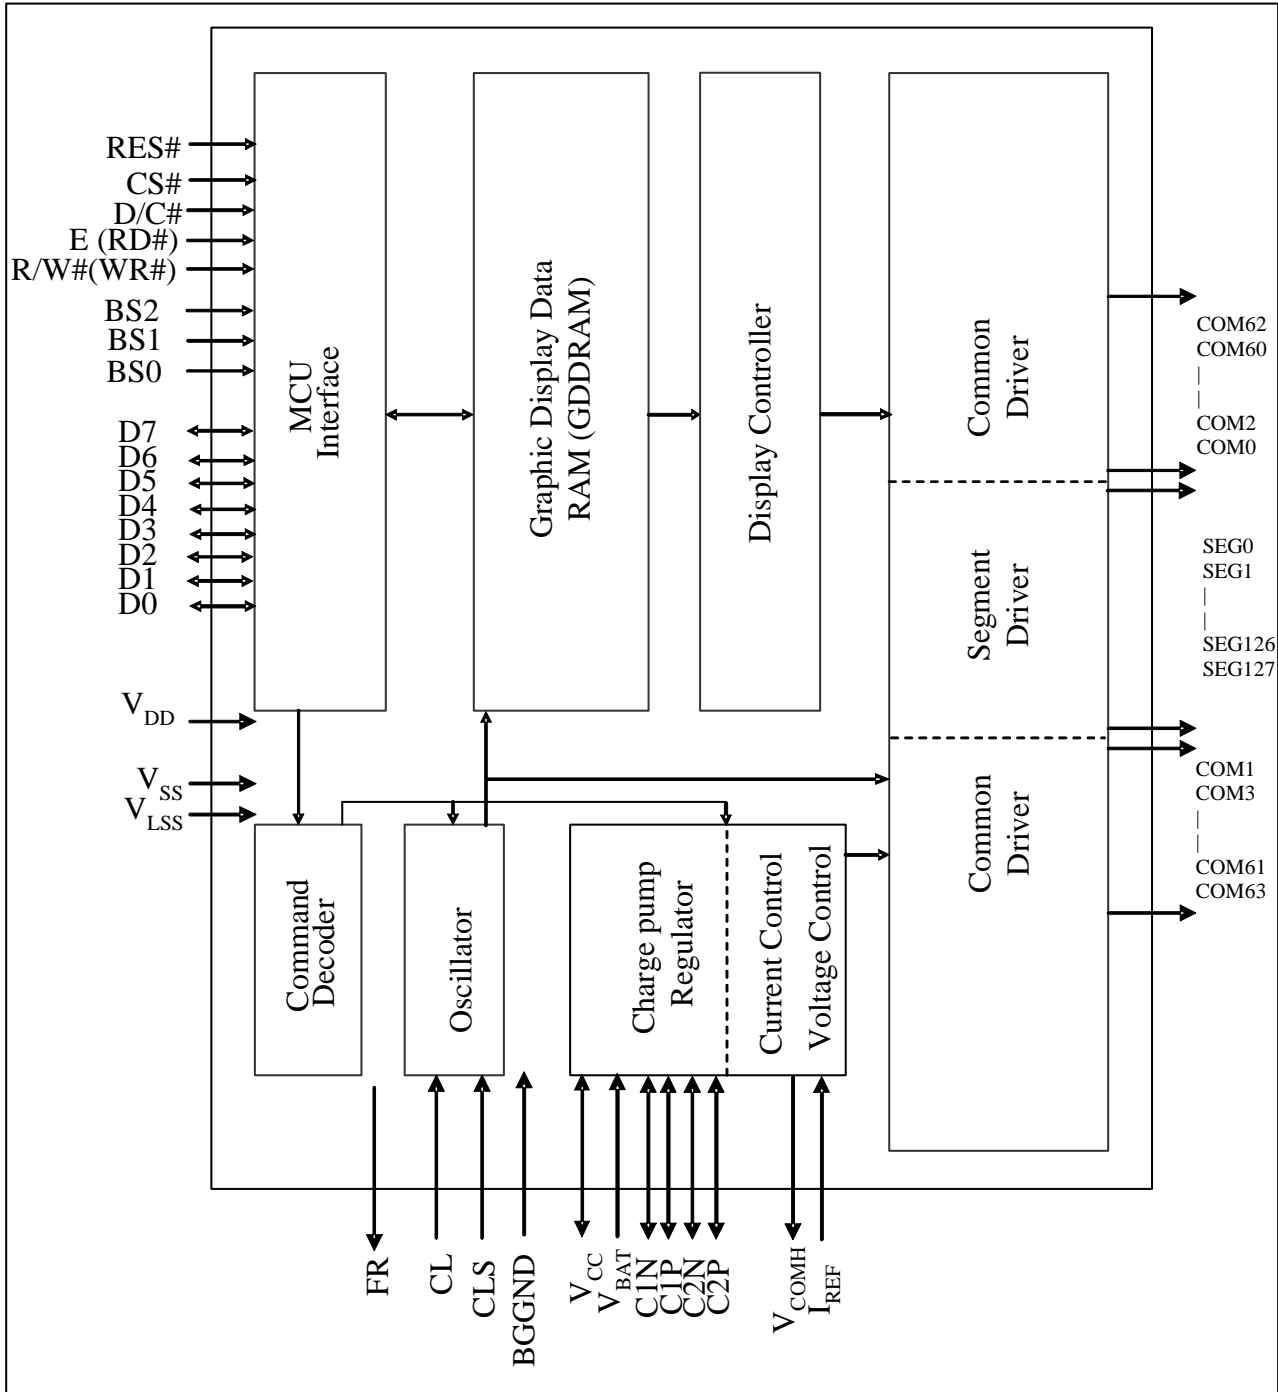 RES#
CS#
D/C#
E (RD#)
R/W#(WR#)
BS2
BS1
BS0
D7
D6
D5
D4
D3
D2
D1
D0
VDD
VSS
VLSS
MCU
Interface
Graphic Display Data
RAM (GDDRAM)
Display Controller
Common
Driver
Segment
Driver
Common
Driver
COM62
COM60
|
|
COM2
COM0
SEG0
SEG1
|
|
SEG126
SEG127
COM1
COM3
|
|
COM61
COM63
Command
Decoder
Oscillator
Charge pump
Regulator
Current Control
Voltage Control
FR
CL
CLS
BGGND
VCC
VBAT
C1N
C1P
C2N
C2P
VCOMH
IREF